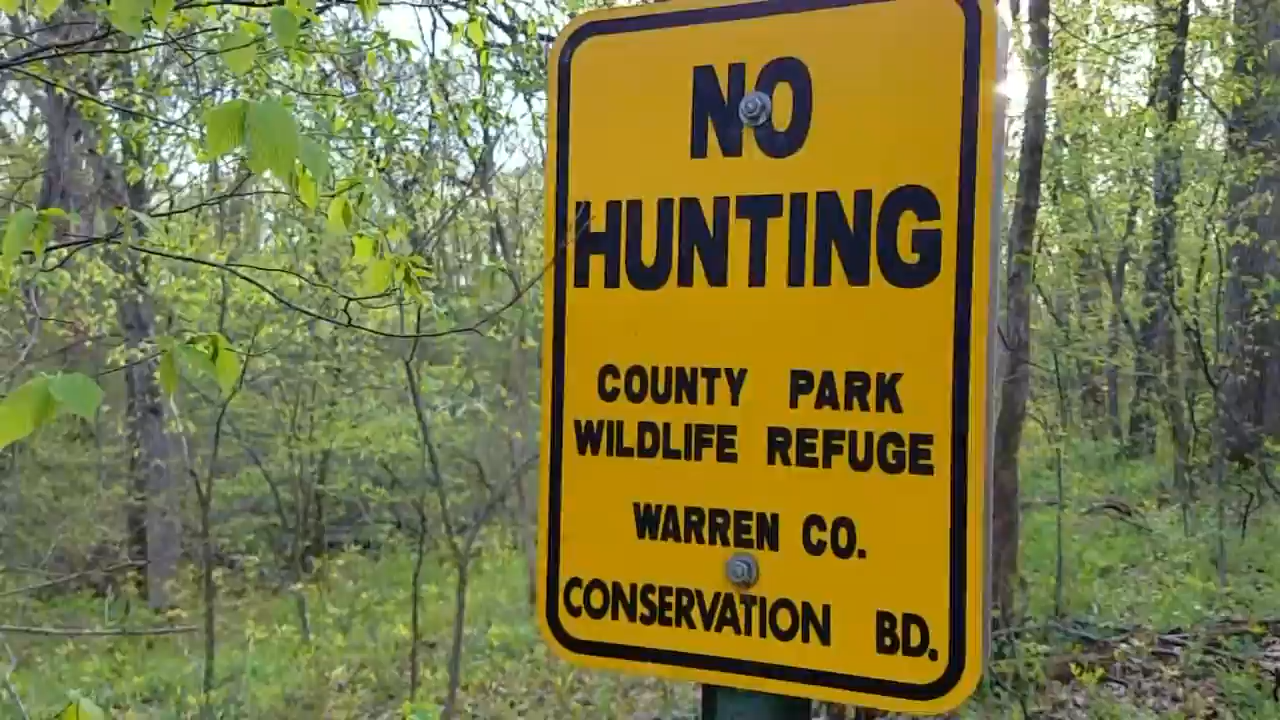 NO
HUNTING
COUNTY PARK
WILDLIFE REFUGE
WARREN CO.
CONSERVATION BD.